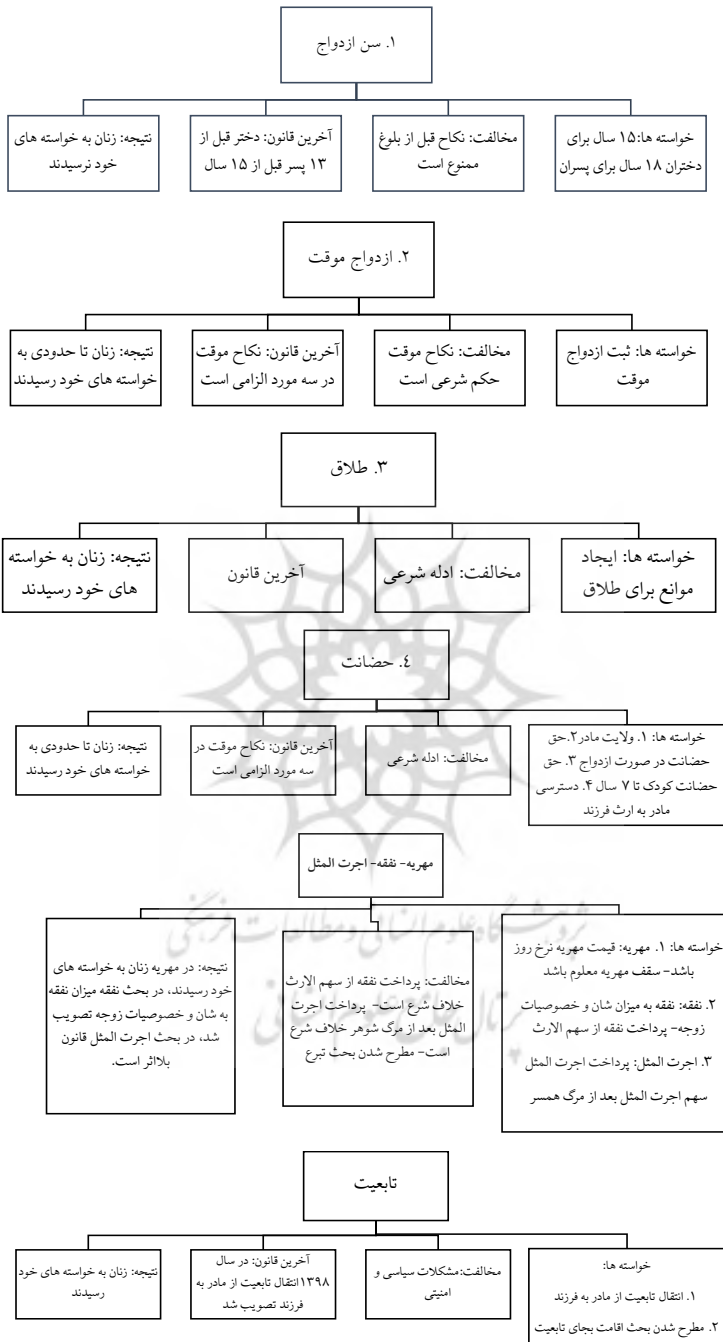 ۱. سن ازدواج
خواسته ها:۱۵ سال برای
دختران ۱۸ سال برای پسران
مخالفت: نکاح قبل از بلوغ
ممنوع است
آخرین قانون: دختر قبل از
۱۳ پسر قبل از ۱۵ سال
نتیجه: زنان به خواسته های
خود نرسیدند
۲. ازدواج موقت
خواسته ها: ثبت ازدواج
موقت
مخالفت: نکاح موقت
حکم شرعی است
آخرین قانون: نکاح موقت
در سه مورد الزامی است
نتیجه: زنان تا حدودی به
خواسته های خود رسیدند
۳. طلاق
خواسته ها: ایجاد
موانع برای طلاق
مخالفت: ادله شرعی
آخرین قانون
نتیجه: زنان به خواسته
های خود رسیدند
٤. حضانت
خواسته ها: ۱. ولایت مادر۲.حق
حضانت در صورت ازدواج ۳. حق
حضانت کودک تا ۷ سال ۴. دسترسی
مادر به ارث فرزند
مخالفت: ادله شرعی
آخرین قانون: نکاح موقت در
سه مورد الزامی است
نتیجه: زنان تا حدودی به
خواسته های خود رسیدند
مهریه- نفقه- اجرت المثل
خواسته ها: ۱. مهریه: قیمت مهریه نرخ روز
باشد- سقف مهریه معلوم باشد
۲. نفقه: نفقه به میزان شان و خصوصیات
زوجه- پرداخت نفقه از سهم الارث
۳. اجرت المثل: پرداخت اجرت المثل
سهم اجرت المثل بعد از مرگ همسر
مخالفت: پرداخت نفقه از سهم الارث
خلاف شرع است- پرداخت اجرت
المثل بعد از مرگ شوهر خلاف شرع
است- مطرح شدن بحث تبرع
نتیجه: در مهریه زنان به خواسته های
خود رسیدند، در بحث نفقه میزان نفقه
به شان و خصوصیات زوجه تصویب
شد، در بحث اجرت المثل قانون
بلااثر است.
پژوهشگاه علوم انسانی و مطالعات فرهنگی
پرتال جامع علوم انسانی
تابعیت
خواسته ها:
۱. انتقال تابعیت از مادر به فرزند
۲. مطرح شدن بحث اقامت بجای تابعیت
مخالفت:مشکلات سیاسی و
امنیتی
آخرین قانون: در سال
۱۳۹۸انتقال تابعیت از مادر به
فرزند تصویب شد
نتیجه: زنان به خواسته های خود
رسیدند